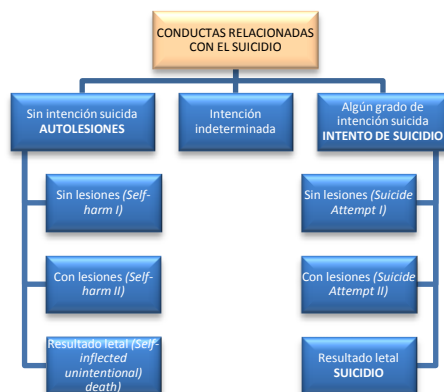 CONDUCTAS RELACIONADAS
CON EL SUICIDIO
Sin intención suicida
AUTOLESIONES
Intención
indeterminada
Algún grado de
intención suicida
INTENTO DE SUICIDIO
Sin lesiones (Self-
harm I)
Con lesiones (Self-
harm II)
Resultado letal (Self-
inflected
unintentional)
death)
Sin lesiones (Suicide
Attempt I)
Con lesiones (Suicide
Attempt II)
Resultado letal
SUICIDIO